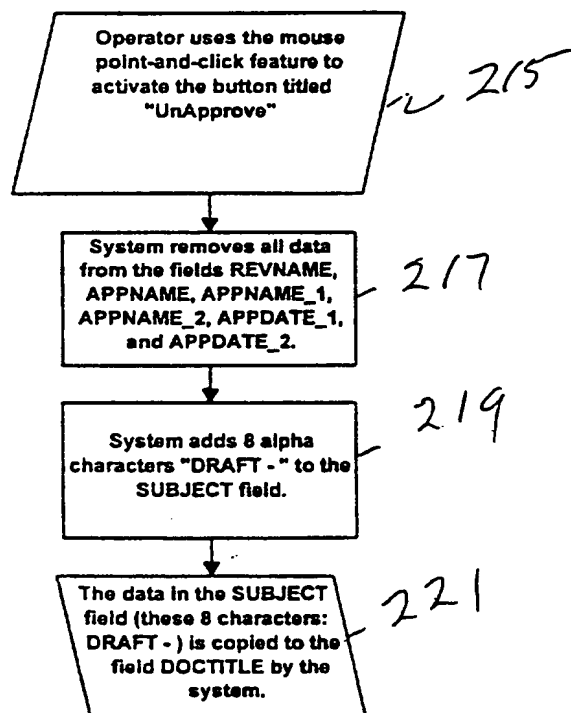 Operator uses the mouse
point-and-click feature to
activate the button titled
"UnApprove"
215
System removes all data
from the fields REVNAME,
APPNAME, APPNAME_1,
APPNAME_2, APPDATE_1,
and APPDATE_2.
217
System adds 8 alpha
characters "DRAFT - " to the
SUBJECT field.
219
The data in the SUBJECT
field (these 8 characters:
DRAFT - ) is copied to the
field DOCTITLE by the
system.
221